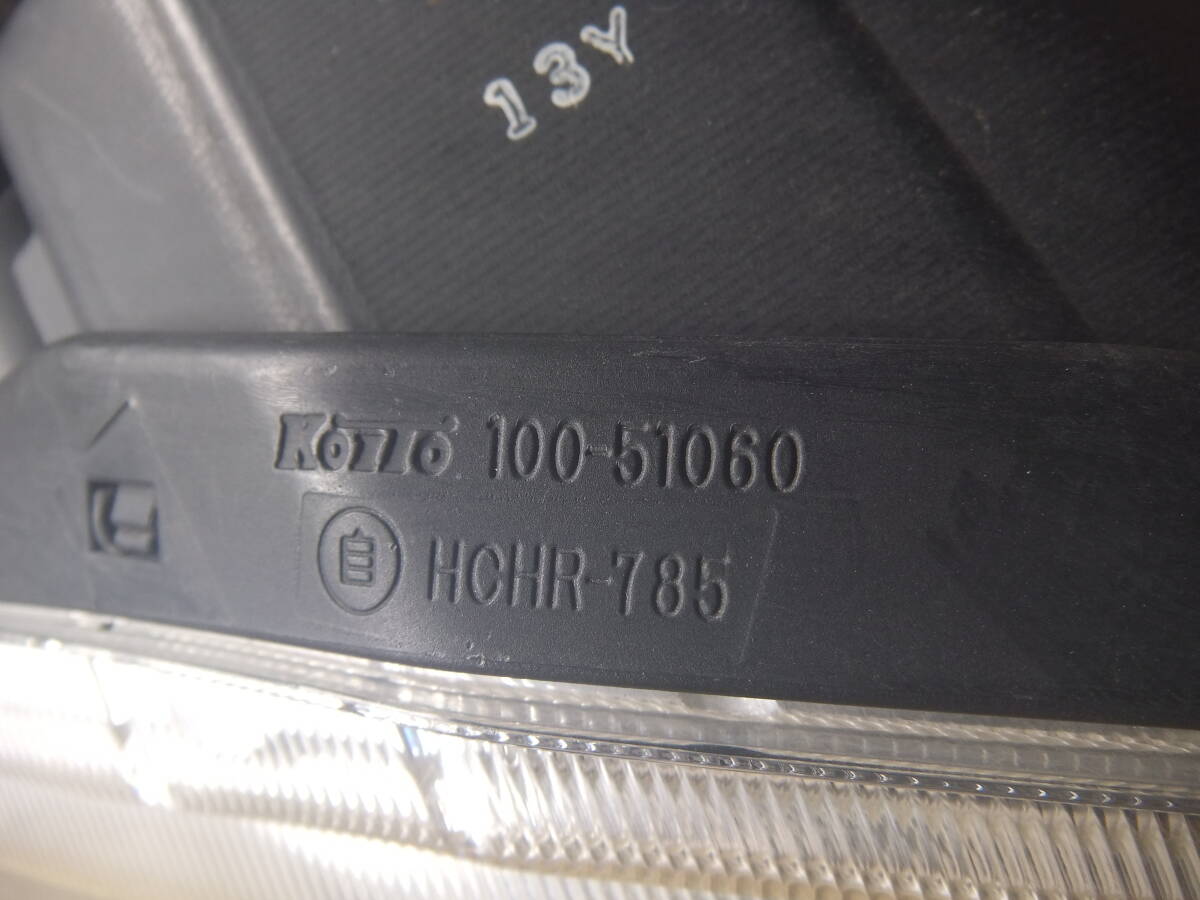 13Y
KOITO 100-51060
自 HCHR-785
L